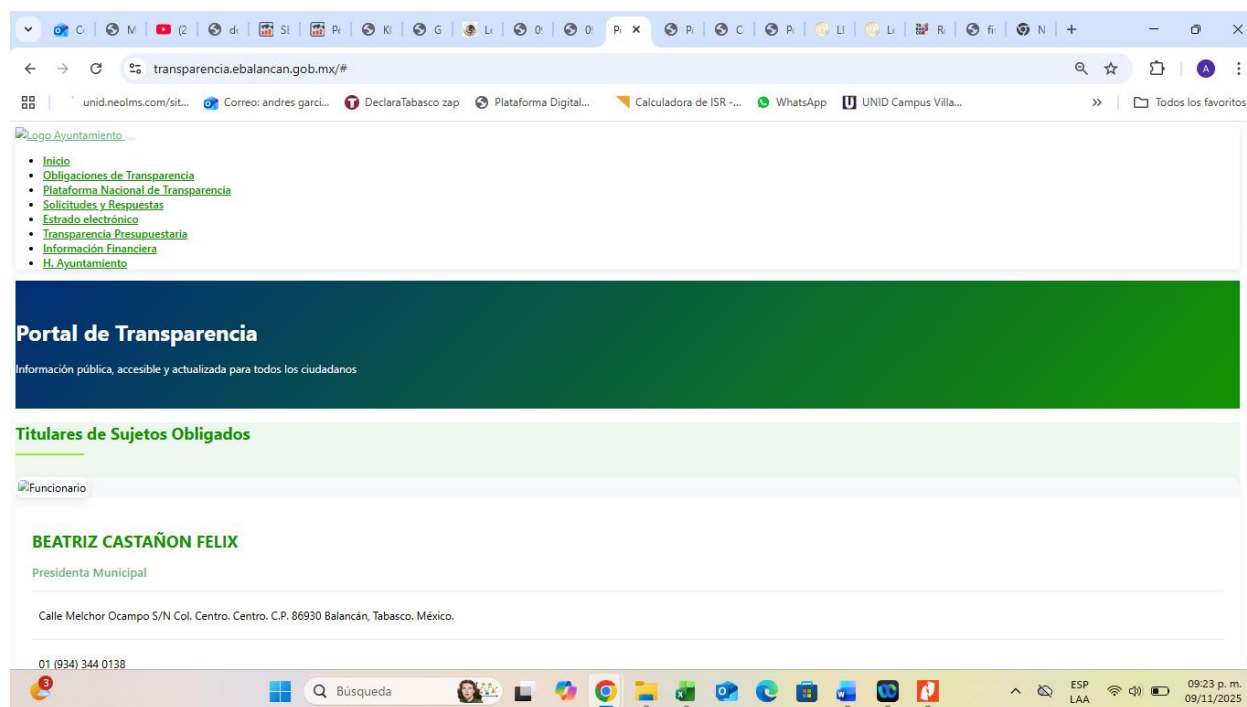 transparencia.ebalancan.gob.mx/#
unid.neolms.com/sit... Correo: andres garci... DeclaraTabasco zap Plataforma Digital... Calculadora de ISR -... WhatsApp UNID Campus Villa... » Todos los favoritos
Logo Ayuntamiento
Inicio
Obligaciones de Transparencia
Plataforma Nacional de Transparencia
Solicitudes y Respuestas
Estrado electrónico
Transparencia Presupuestaria
Información Financiera
H. Ayuntamiento
Portal de Transparencia
Información pública, accesible y actualizada para todos los ciudadanos
Titulares de Sujetos Obligados
Funcionario
BEATRIZ CASTAÑON FELIX
Presidenta Municipal
Calle Melchor Ocampo S/N Col. Centro. Centro. C.P. 86930 Balancán, Tabasco. México.
01 (934) 344 0138
3 Búsqueda ESP 09:23 p. m.
LAA 09/11/2025